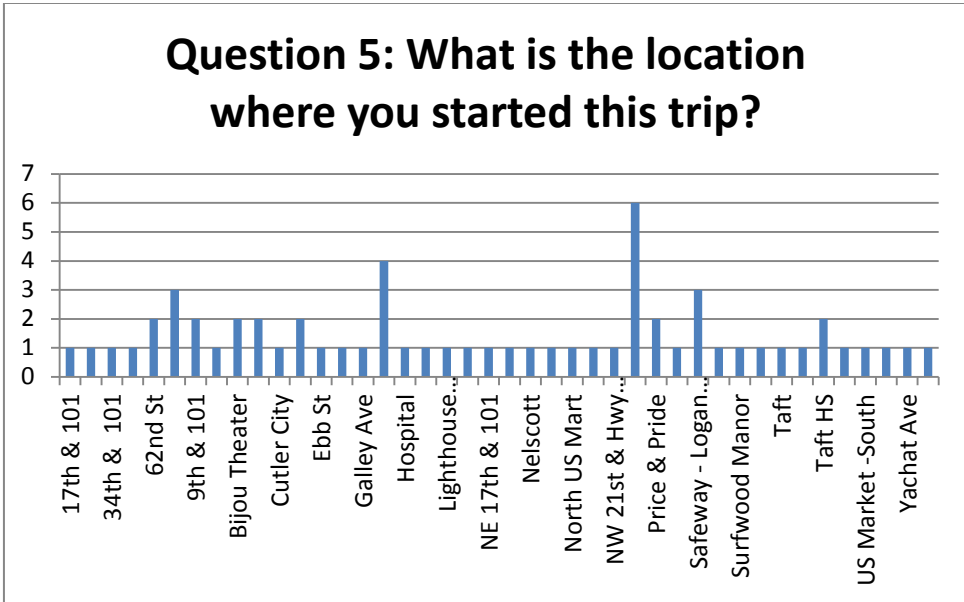 Question 5: What is the location
where you started this trip?
7
6
5
4
3
2
1
0
17th & 101
34th &  101
62nd St
9th & 101
Bijou Theater
Cutler City
Ebb St
Galley Ave
Hospital
Lighthouse…
NE 17th & 101
Nelscott
North US Mart
NW 21st & Hwy…
Price & Pride
Safeway - Logan…
Surfwood Manor
Taft
Taft HS
US Market -South
Yachat Ave